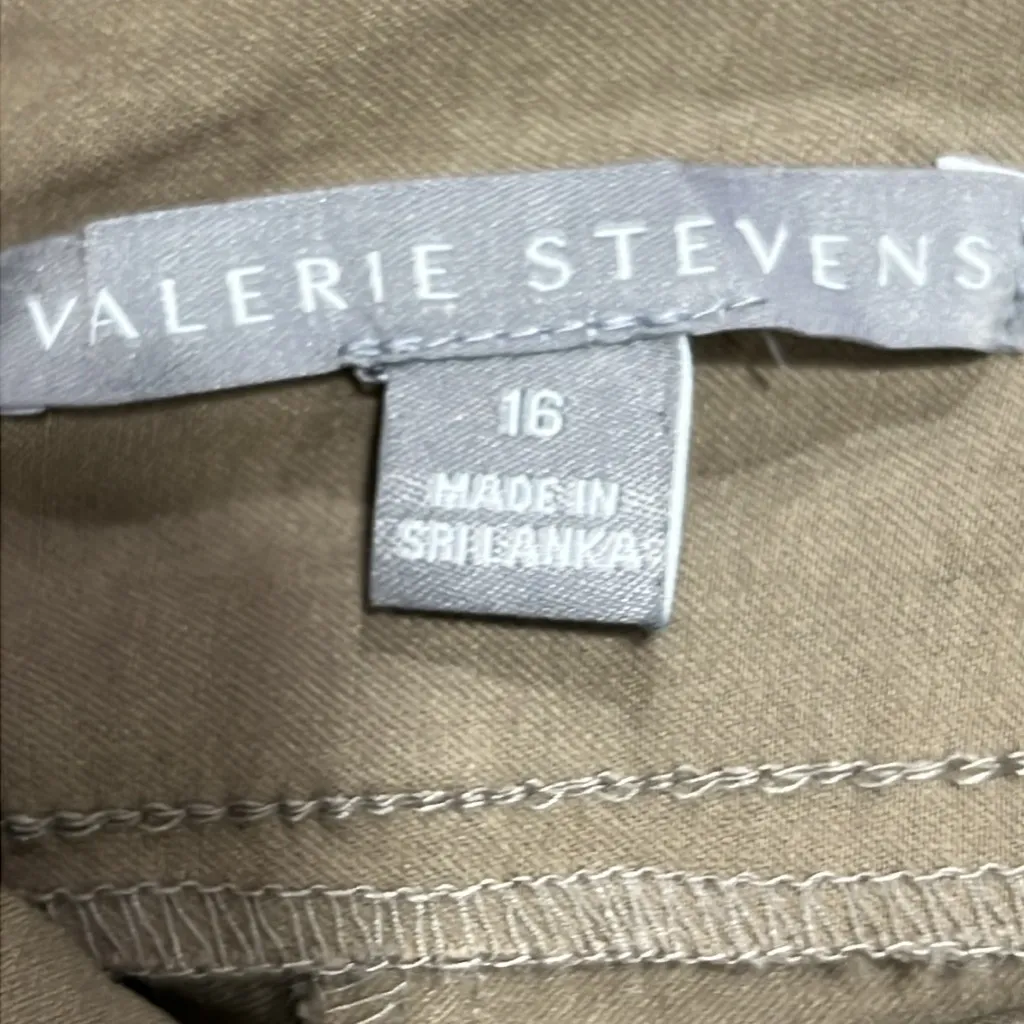 VALERIE STEVENS
16
MADE IN
SRI LANKA